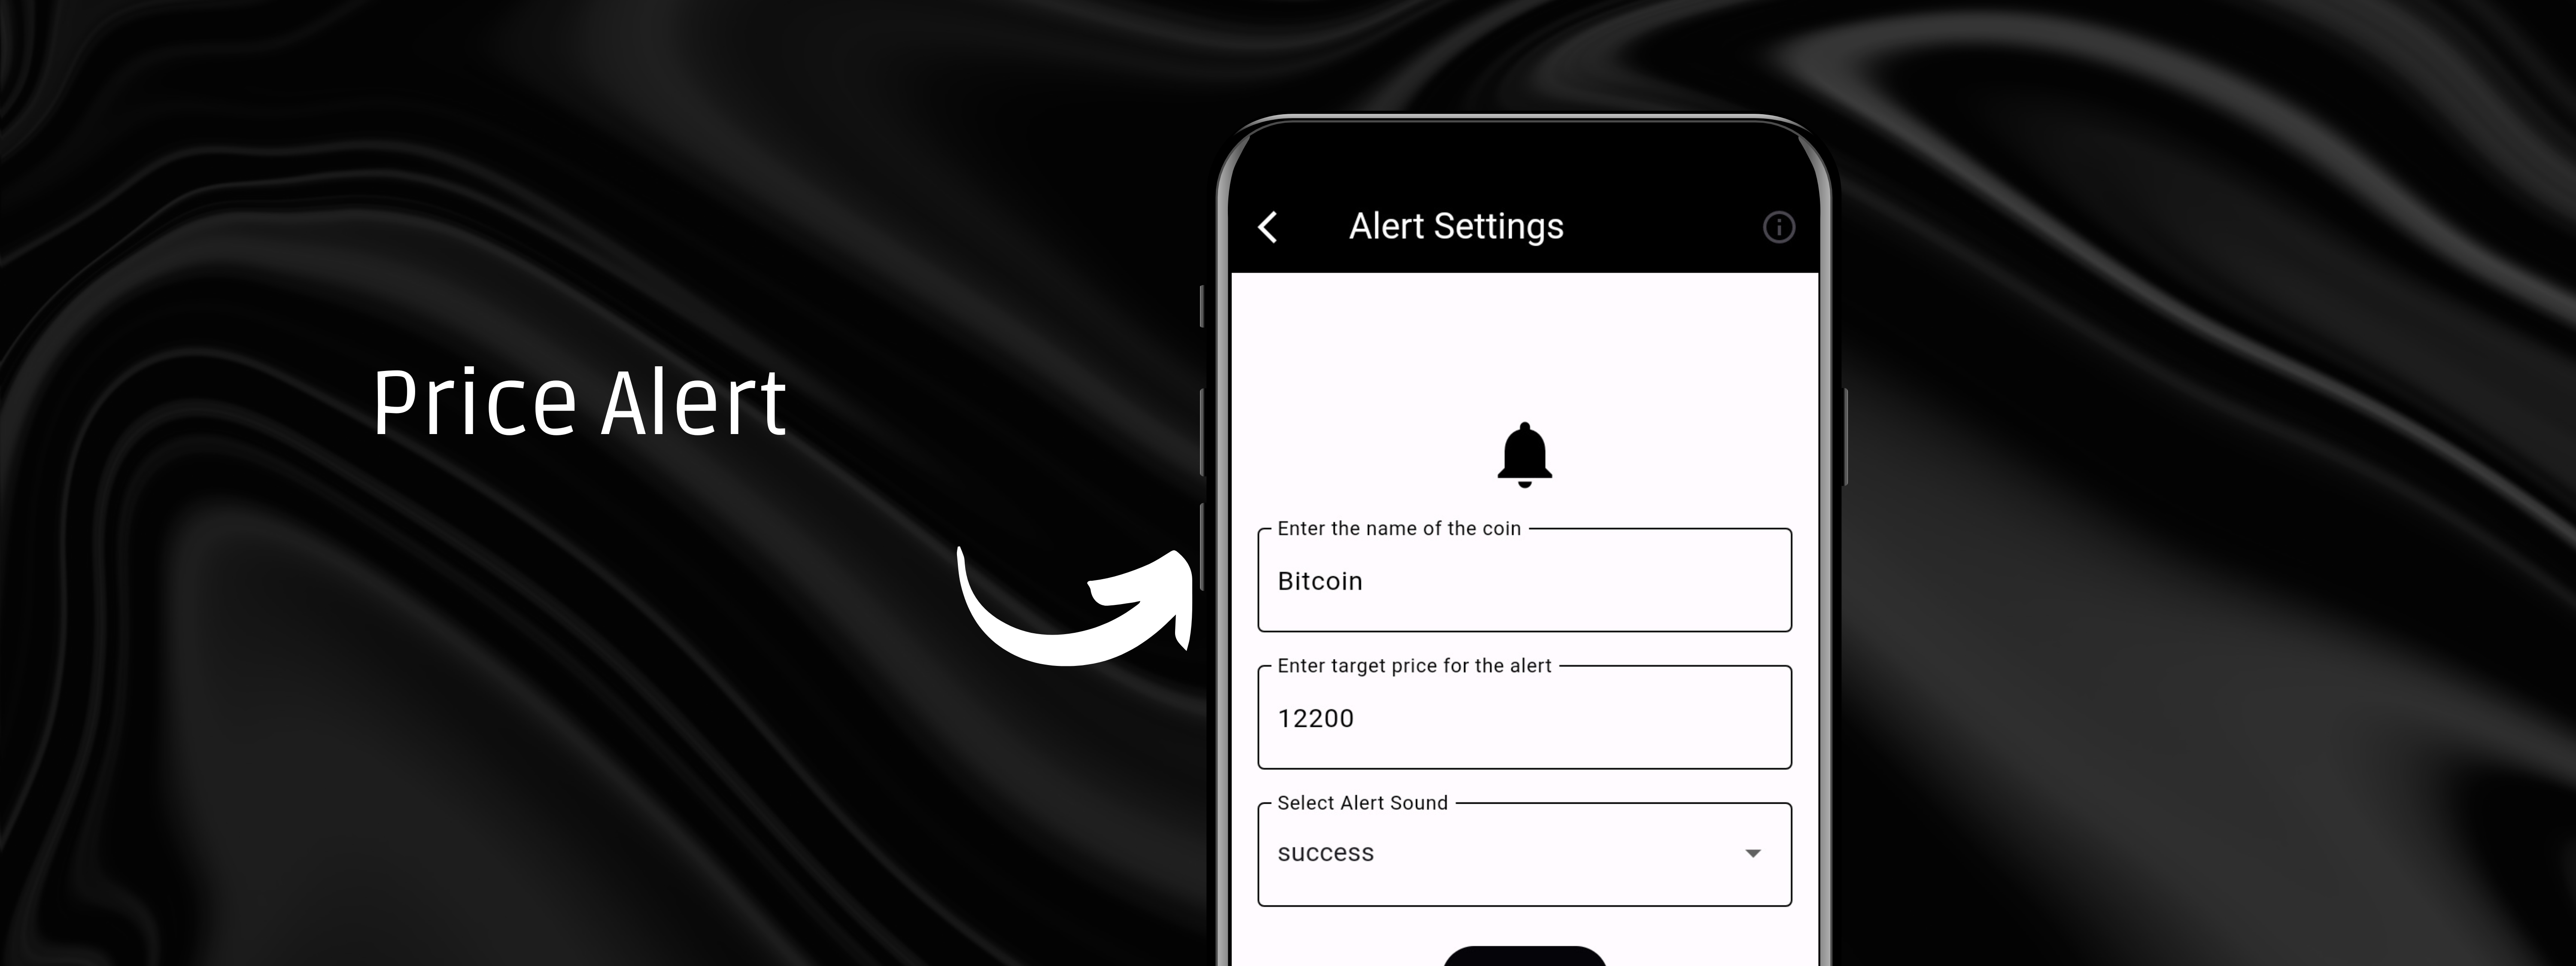 Price Alert
Alert Settings
Enter the name of the coin
Bitcoin
Enter target price for the alert
12200
Select Alert Sound
success